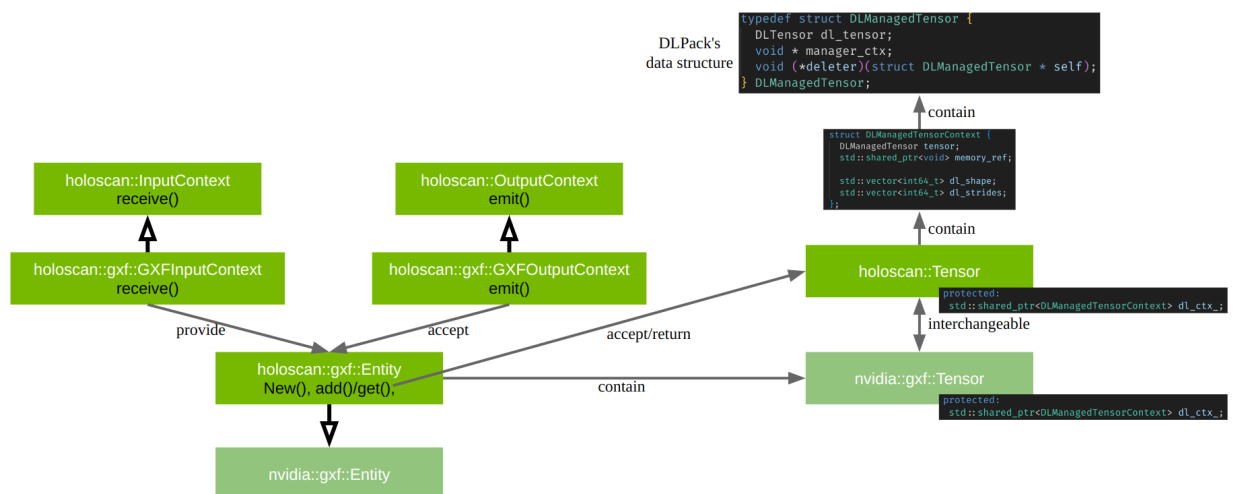 typedef struct DLManagedTensor {
DLTensor dl_tensor;
void * manager_ctx;
void (*deleter)(struct DLManagedTensor * self);
} DLManagedTensor;
DLPack's
data structure
contain
struct DLManagedTensorContext {
DLManagedTensor tensor;
std::shared_ptr<void> memory_ref;
std::vector<int64_t> dl_shape;
std::vector<int64_t> dl_strides;
};
contain
holoscan::InputContext
receive()
holoscan::OutputContext
emit()
holoscan::gxf::GXFInputContext
receive()
holoscan::gxf::GXFOutputContext
emit()
holoscan::Tensor
protected:
std::shared_ptr<DLManagedTensorContext> dl_ctx_;
provide
accept
accept/return
interchangeable
holoscan::gxf::Entity
New(), add()/get(),
contain
nvidia::gxf::Tensor
protected:
std::shared_ptr<DLManagedTensorContext> dl_ctx_;
nvidia::gxf::Entity